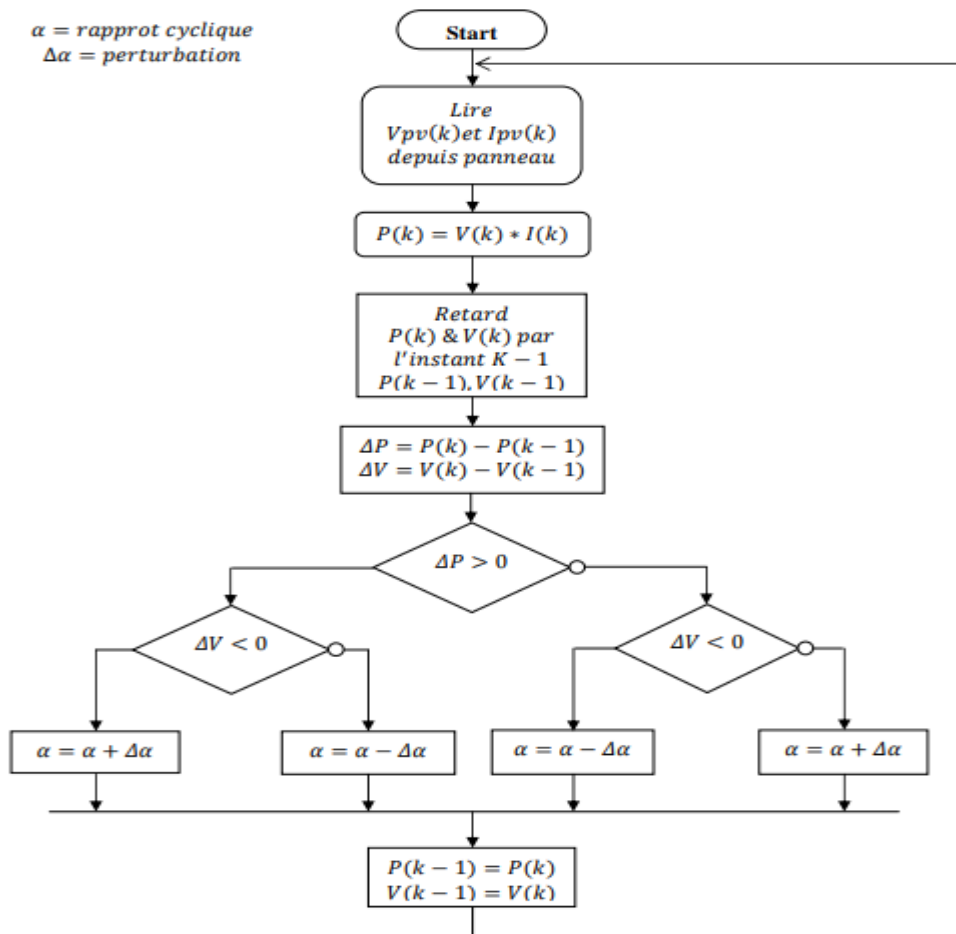 α = rapprot cyclique
Δα = perturbation
Start
Lire
Vpv(k)et Ipv(k)
depuis panneau
P(k) = V(k) * I(k)
Retard
P(k) & V(k) par
l'instant K − 1
P(k − 1), V(k − 1)
ΔP = P(k) − P(k − 1)
ΔV = V(k) − V(k − 1)
ΔP > 0
ΔV < 0
ΔV < 0
α = α + Δα
α = α − Δα
α = α − Δα
α = α + Δα
P(k − 1) = P(k)
V(k − 1) = V(k)